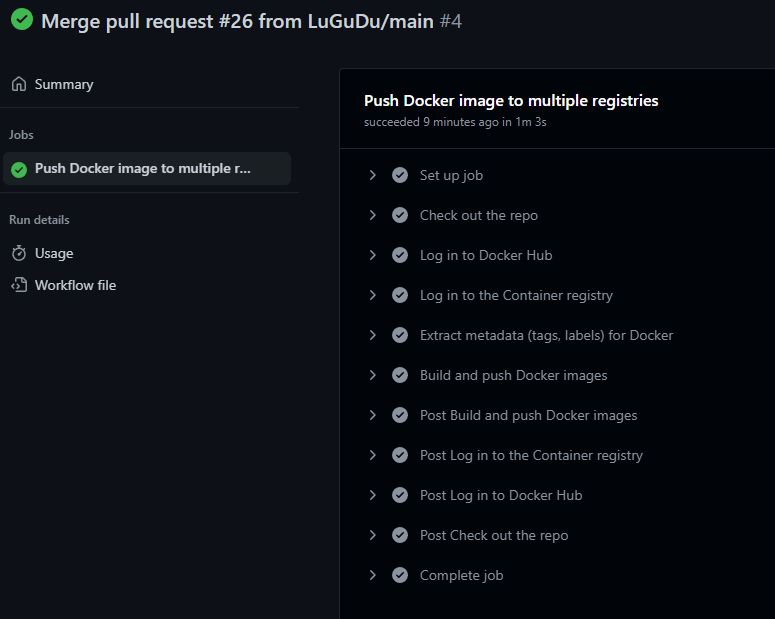 Merge pull request #26 from LuGuDu/main #4
Summary
Jobs
Push Docker image to multiple r...
Run details
Usage
Workflow file
Push Docker image to multiple registries
succeeded 9 minutes ago in 1m 3s
Set up job
Check out the repo
Log in to Docker Hub
Log in to the Container registry
Extract metadata (tags, labels) for Docker
Build and push Docker images
Post Build and push Docker images
Post Log in to the Container registry
Post Log in to Docker Hub
Post Check out the repo
Complete job